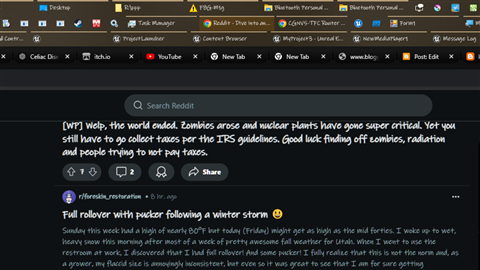 Desktop
Ripp
FBG-Mtg
Bluetooth Personal ...
Bluetooth Personal ...
Task Manager
Reddit - Dive into an...
CGNV5-TPC Router ...
Form1
ProjectLauncher
Content Browser
MyProject3 - Unreal E...
NewMediaPlayer1
Message Log
Celiac Dise
itch.io
YouTube
New Tab
New Tab
www.blog
Post: Edit
Search Reddit
[WP] Welp, the world ended. Zombies arose and nuclear plants have gone super critical. Yet you
still have to go collect taxes per the IRS guidelines. Good luck finding off zombies, radiation
and people trying to not pay taxes.
7
2
Share
r/foreskin_restoration • 8 hr. ago
Full rollover with pucker following a winter storm 😃
Sunday this week had a high of nearly 80°F but today (Friday) might get as high as the mid forties. I woke up to wet,
heavy snow this morning after most of a week of pretty awesome fall weather for Utah. When I went to use the
restroom at work, I discovered that I had full rollover! And some pucker! I fully realize that this is not the norm and, as
a grower, my flaccid size is annoyingly inconsistent, but even so it was great to see that I am for sure getting